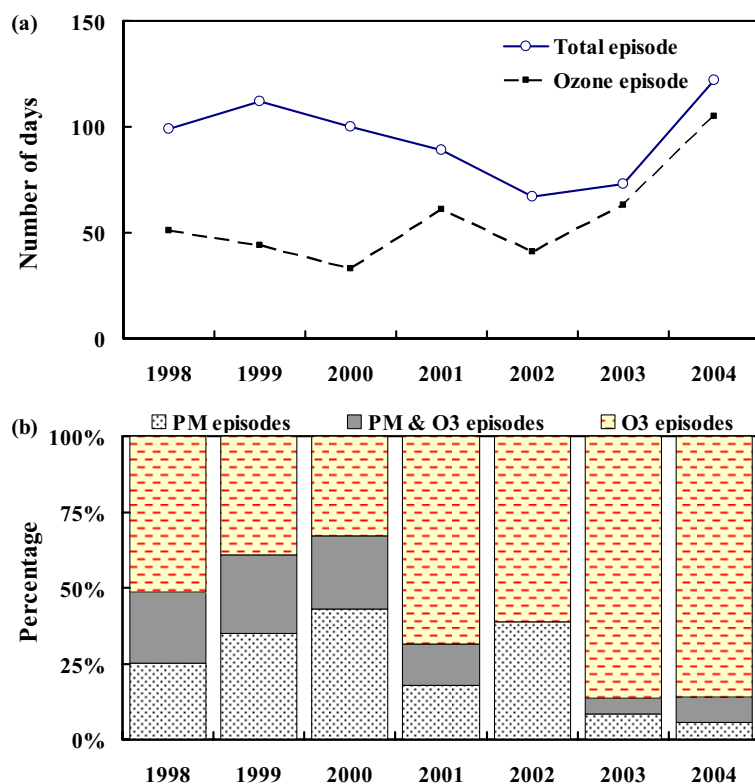 (a)
150
100
50
0
Number of days
Total episode
Ozone episode
1998 1999 2000 2001 2002 2003 2004
(b)
PM episodes PM & O3 episodes O3 episodes
100%
75%
50%
25%
0%
Percentage
1998 1999 2000 2001 2002 2003 2004